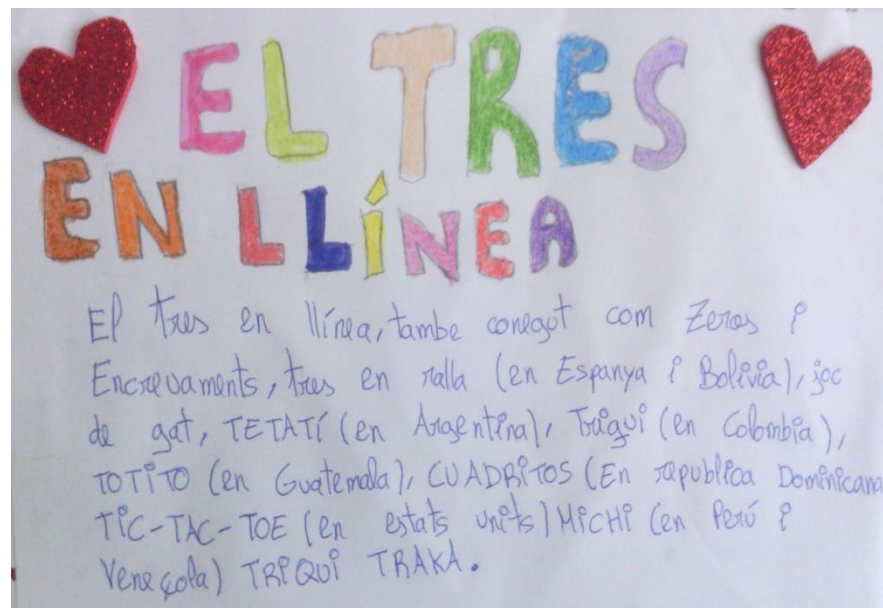 EL TRES
EN LLÍNEA
El tres en llínea, tambe conegut com Zeros i
Encreuaments, tres en ralla (en Espanya i Bolivia), joc
de gat, TETATÍ (en Argentina), Triqui (en Colombia),
TOTITO (en Guatemala), CUADRITOS (En republica Dominicana
TIC-TAC-TOE (en estats units) MICHI (en Perú i
Veneçola) TRIQUI TRAKA.